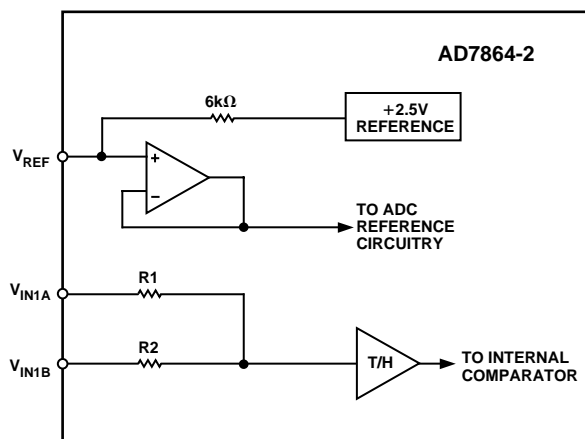 AD7864-2
6kΩ
+2.5V
REFERENCE
VREF
+
–
TO ADC
REFERENCE
CIRCUITRY
VIN1A
R1
VIN1B
R2
T/H
TO INTERNAL
COMPARATOR